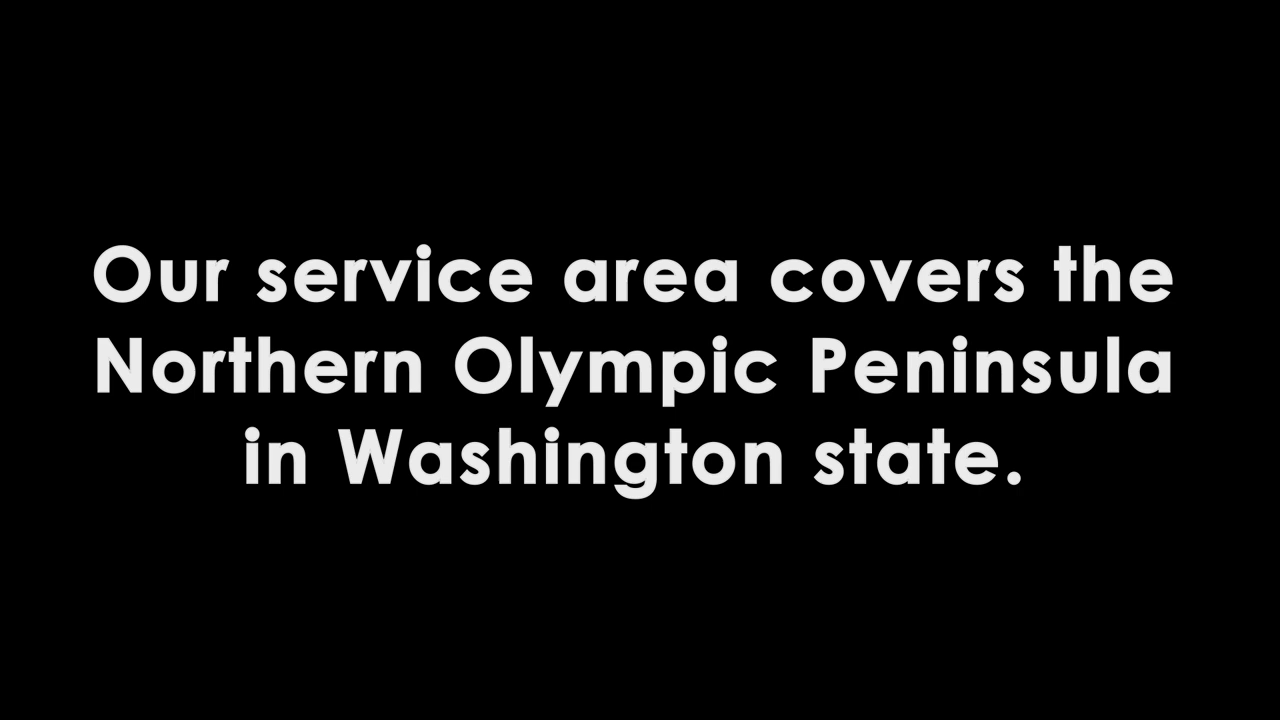 Our service area covers the
Northern Olympic Peninsula
in Washington state.